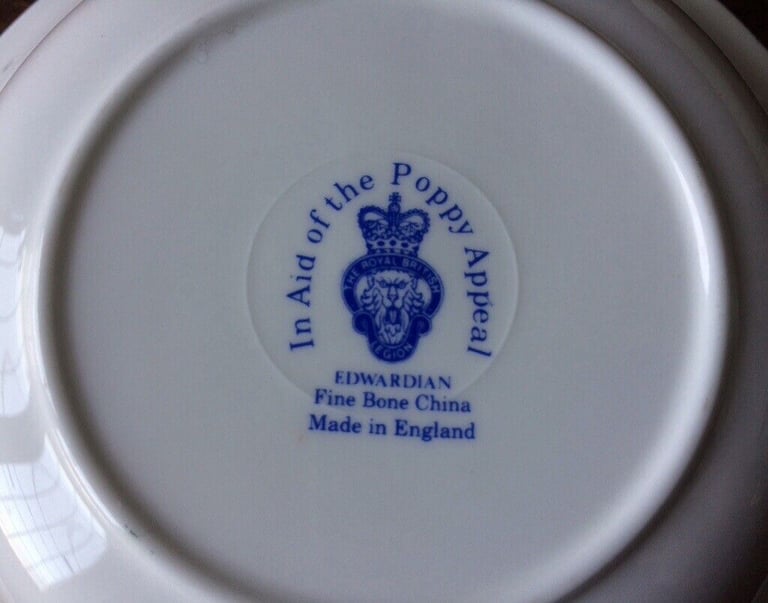 In Aid of the Poppy Appeal
THE ROYAL BRITISH
LEGION
EDWARDIAN
Fine Bone China
Made in England